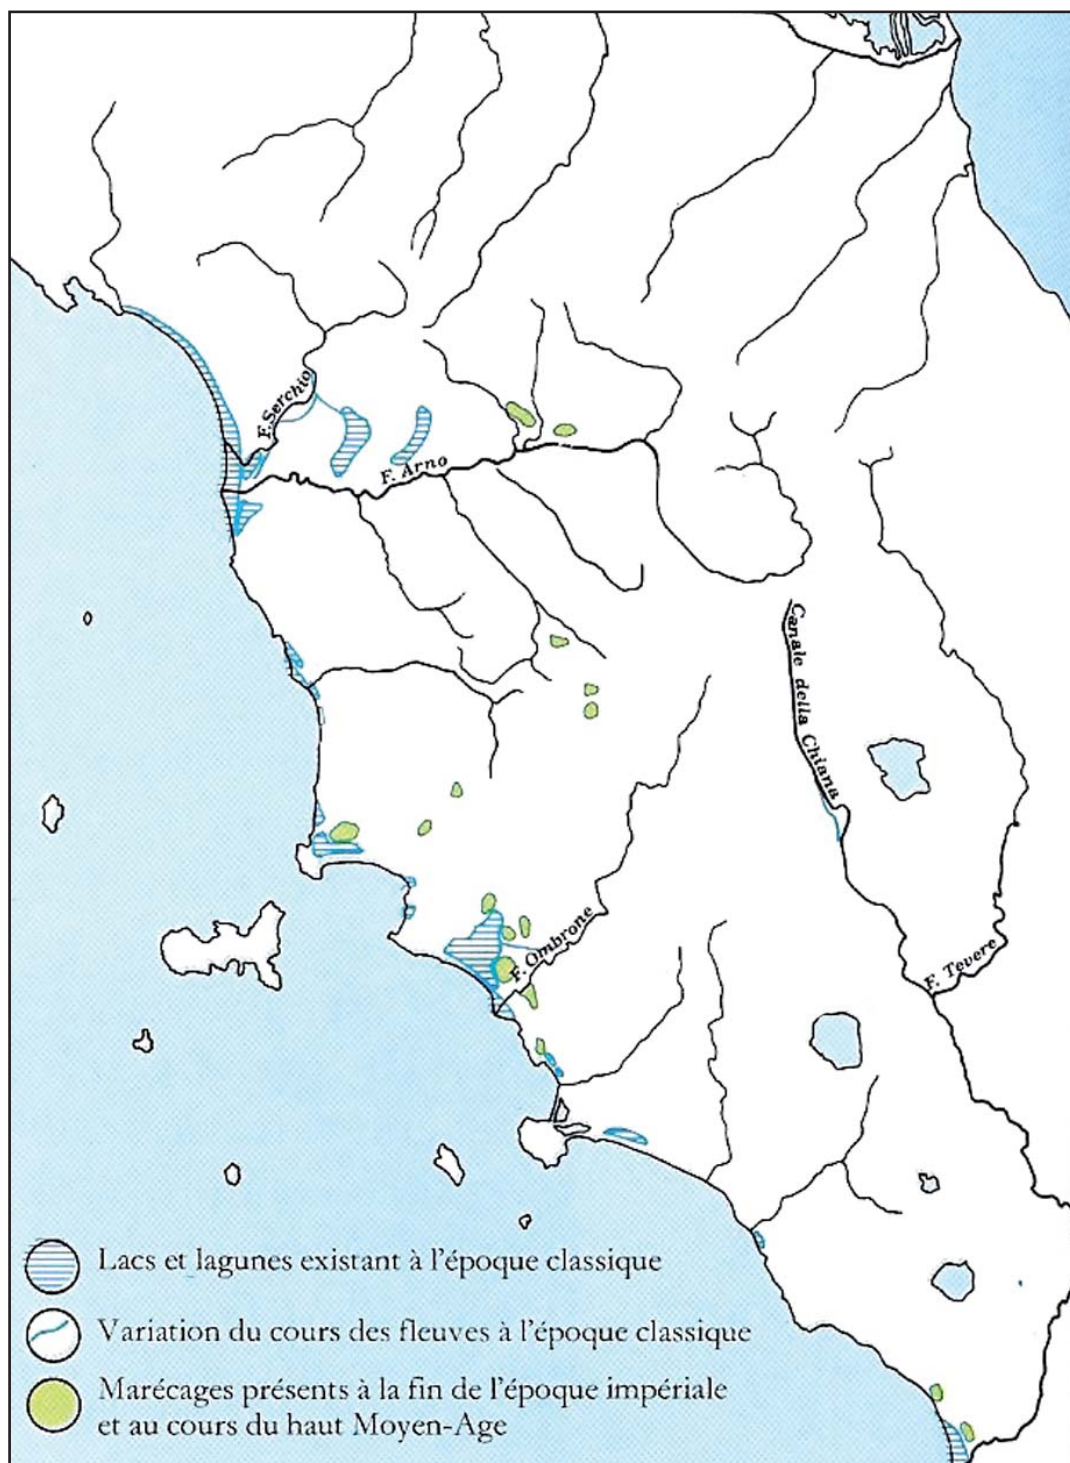 F. Serchio
F. Arno
Canale della Chiana
F. Ombrone
F. Tevere
Lacs et lagunes existant à l'époque classique
Variation du cours des fleuves à l'époque classique
Marécages présents à la fin de l'époque impériale
et au cours du haut Moyen-Age